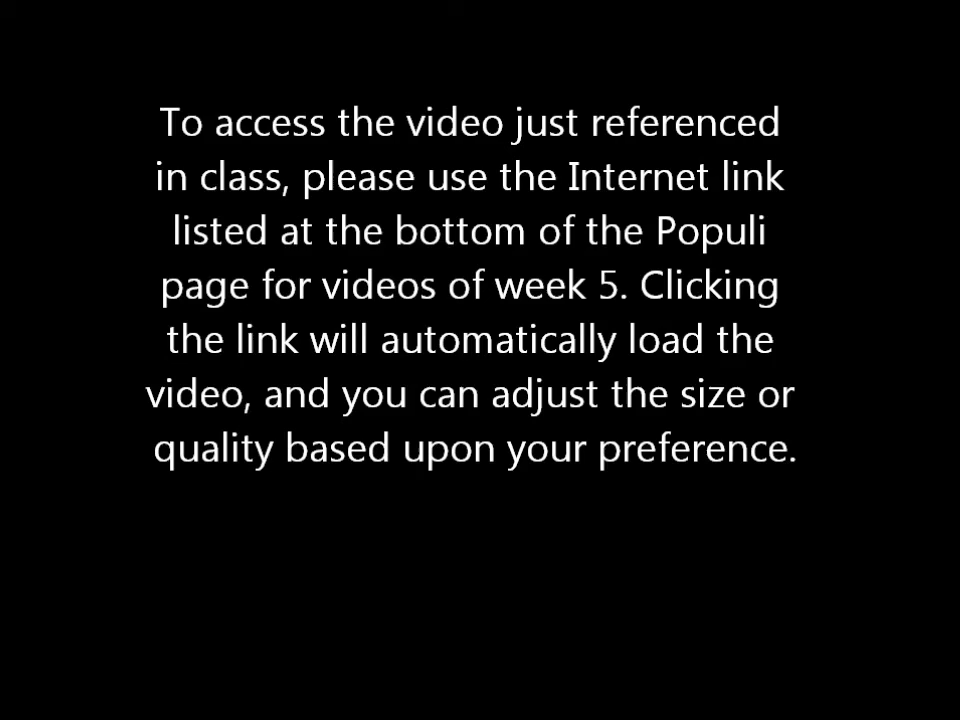 To access the video just referenced
in class, please use the Internet link
listed at the bottom of the Populi
page for videos of week 5. Clicking
the link will automatically load the
video, and you can adjust the size or
quality based upon your preference.